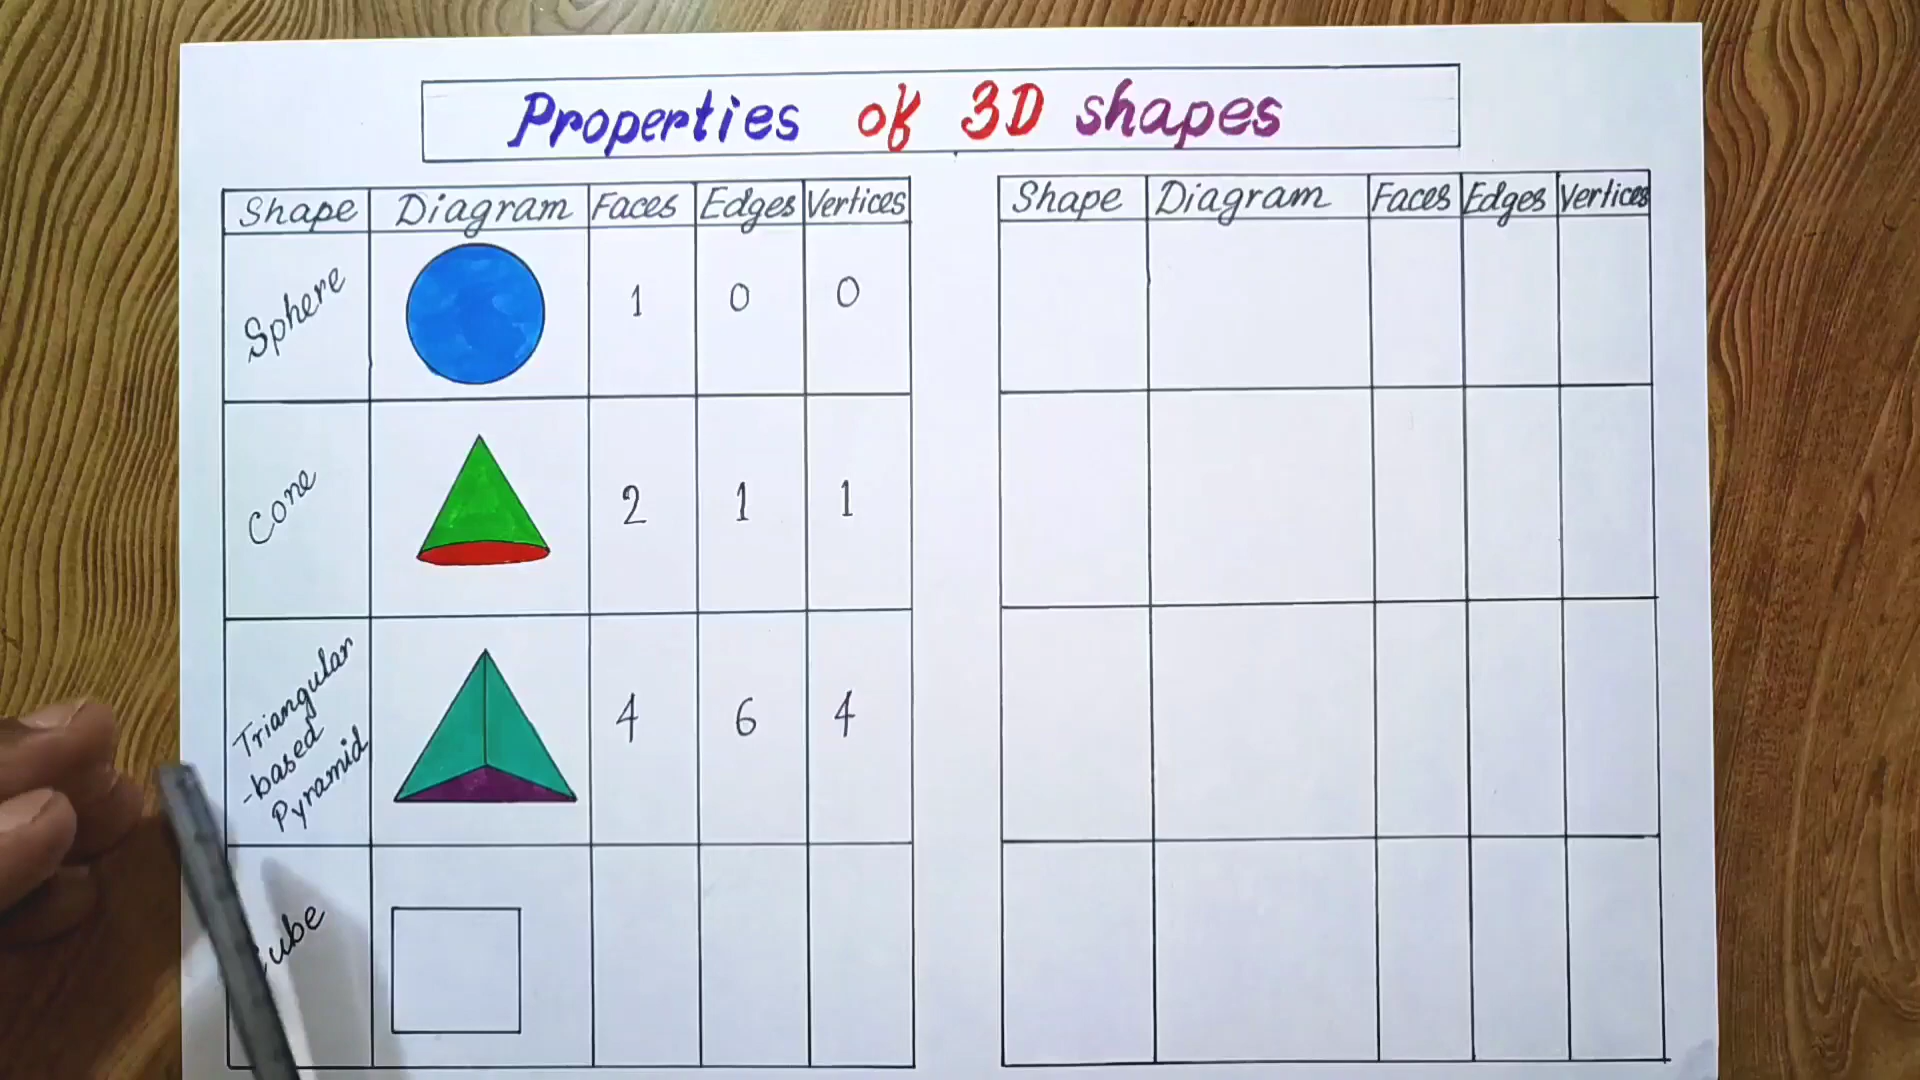 Properties of 3D shapes
Shape Diagram Faces Edges Vertices
Sphere 1 0 0
Cone 2 1 1
Triangular
-based
Pyramid
4 6 4
Shape Diagram Faces Edges Vertices